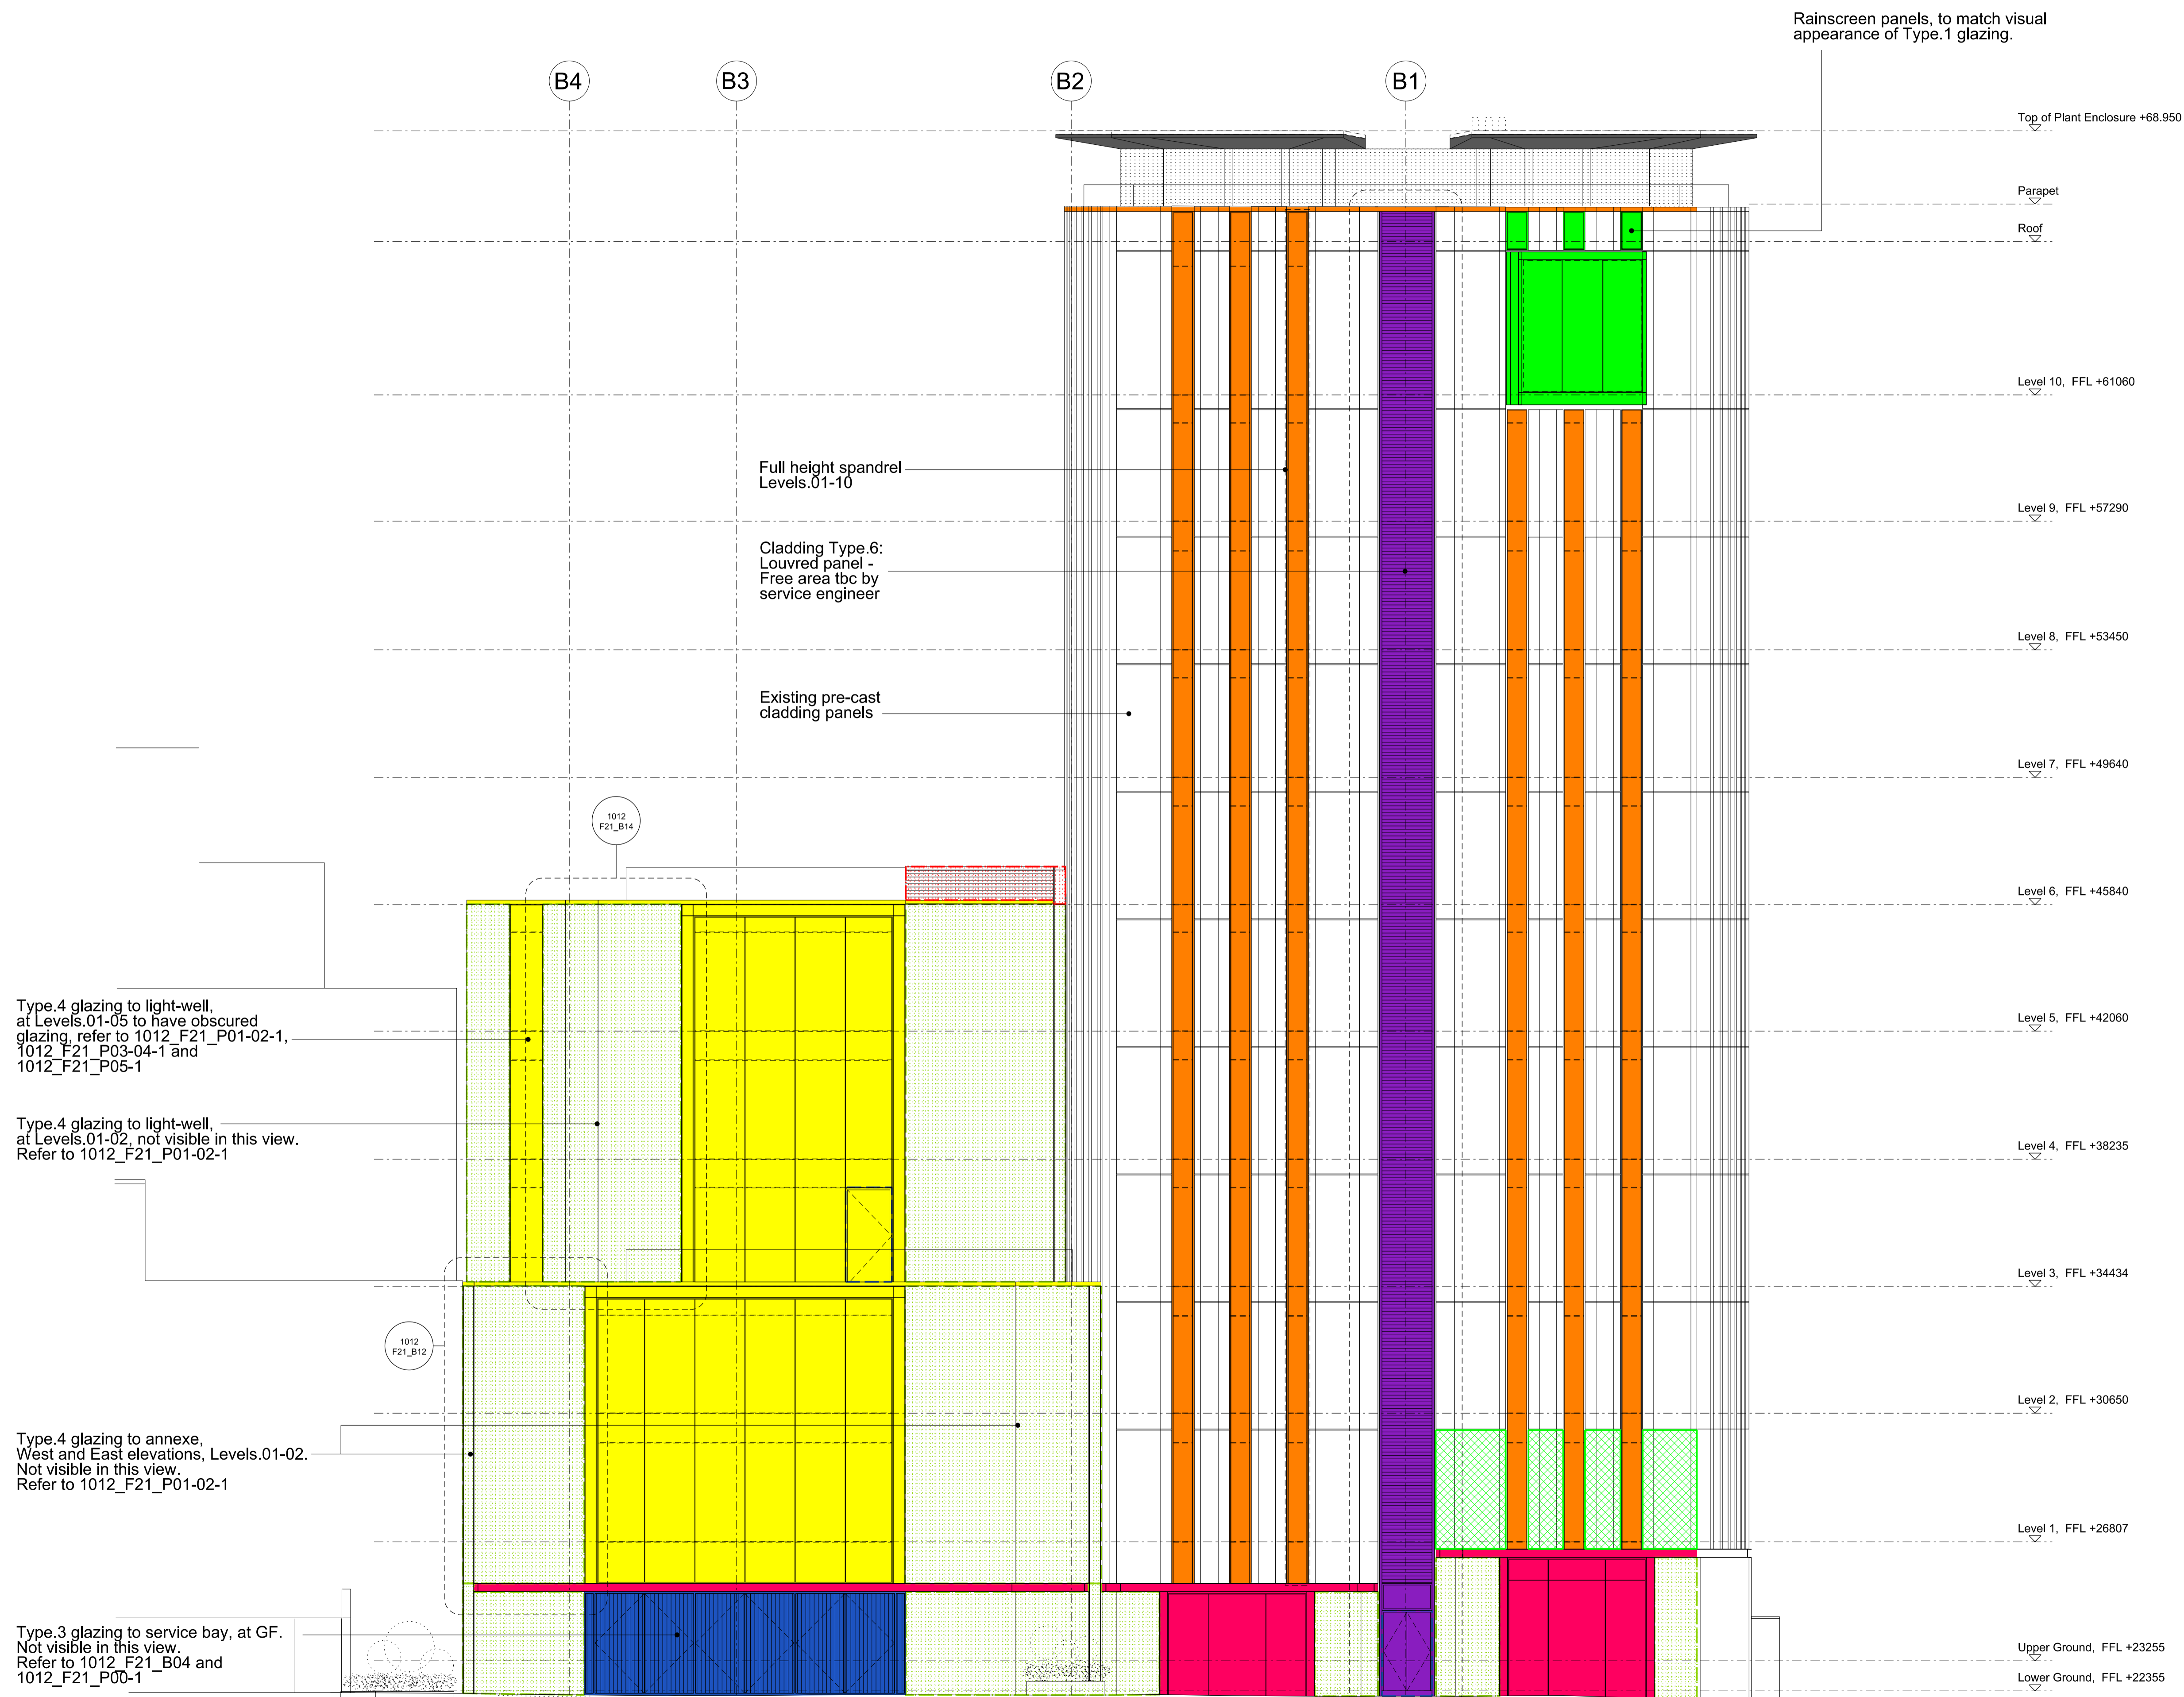 Rainscreen panels, to match visual
appearance of Type.1 glazing.
B4
B3
B2
B1
Top of Plant Enclosure +68.950
Parapet
Roof
Level 10, FFL +61060
Full height spandrel
Levels.01-10
Level 9, FFL +57290
Cladding Type.6:
Louvred panel -
Free area tbc by
service engineer
Level 8, FFL +53450
Existing pre-cast
cladding panels
Level 7, FFL +49640
1012
F21_B14
Level 6, FFL +45840
Type.4 glazing to light-well,
at Levels.01-05 to have obscured
glazing, refer to 1012_F21_P01-02-1,
1012_F21_P03-04-1 and
1012_F21_P05-1
Level 5, FFL +42060
Type.4 glazing to light-well,
at Levels.01-02, not visible in this view.
Refer to 1012_F21_P01-02-1
Level 4, FFL +38235
Level 3, FFL +34434
1012
F21_B12
Level 2, FFL +30650
Type.4 glazing to annexe,
West and East elevations, Levels.01-02.
Not visible in this view.
Refer to 1012_F21_P01-02-1
Level 1, FFL +26807
Type.3 glazing to service bay, at GF.
Not visible in this view.
Refer to 1012_F21_B04 and
1012_F21_P00-1
Upper Ground, FFL +23255
Lower Ground, FFL +22355